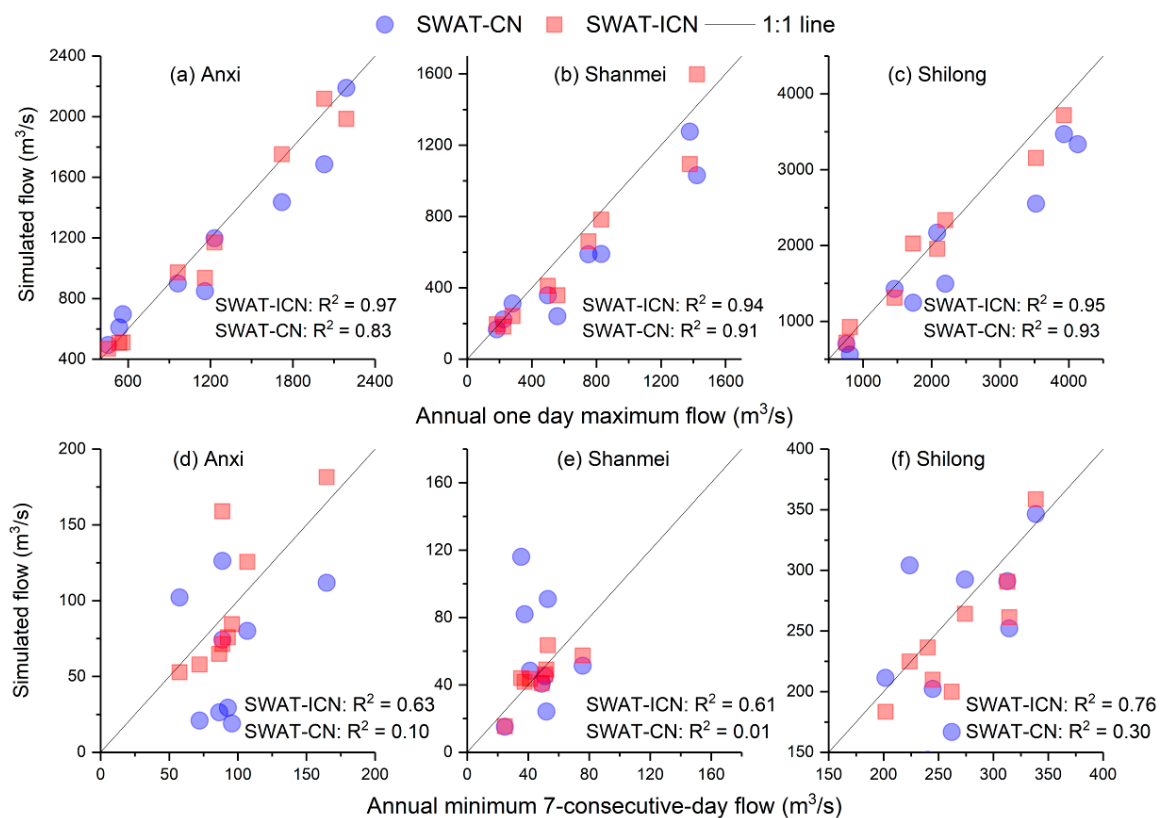 SWAT-CN SWAT-ICN 1:1 line
(a) Anxi
(b) Shanmei
(c) Shilong
Simulated flow (m³/s)
2400
2000
1600
1200
800
400
600 1200 1800 2400
SWAT-ICN: R² = 0.97
SWAT-CN: R² = 0.83
1600
1200
800
400
0
0 400 800 1200 1600
SWAT-ICN: R² = 0.94
SWAT-CN: R² = 0.91
4000
3000
2000
1000
1000 2000 3000 4000
SWAT-ICN: R² = 0.95
SWAT-CN: R² = 0.93
Annual one day maximum flow (m³/s)
(d) Anxi
(e) Shanmei
(f) Shilong
Simulated flow (m³/s)
200
150
100
50
0
0 50 100 150 200
SWAT-ICN: R² = 0.63
SWAT-CN: R² = 0.10
160
120
80
40
0
0 40 80 120 160
SWAT-ICN: R² = 0.61
SWAT-CN: R² = 0.01
400
350
300
250
200
150
150 200 250 300 350 400
SWAT-ICN: R² = 0.76
SWAT-CN: R² = 0.30
Annual minimum 7-consecutive-day flow (m³/s)